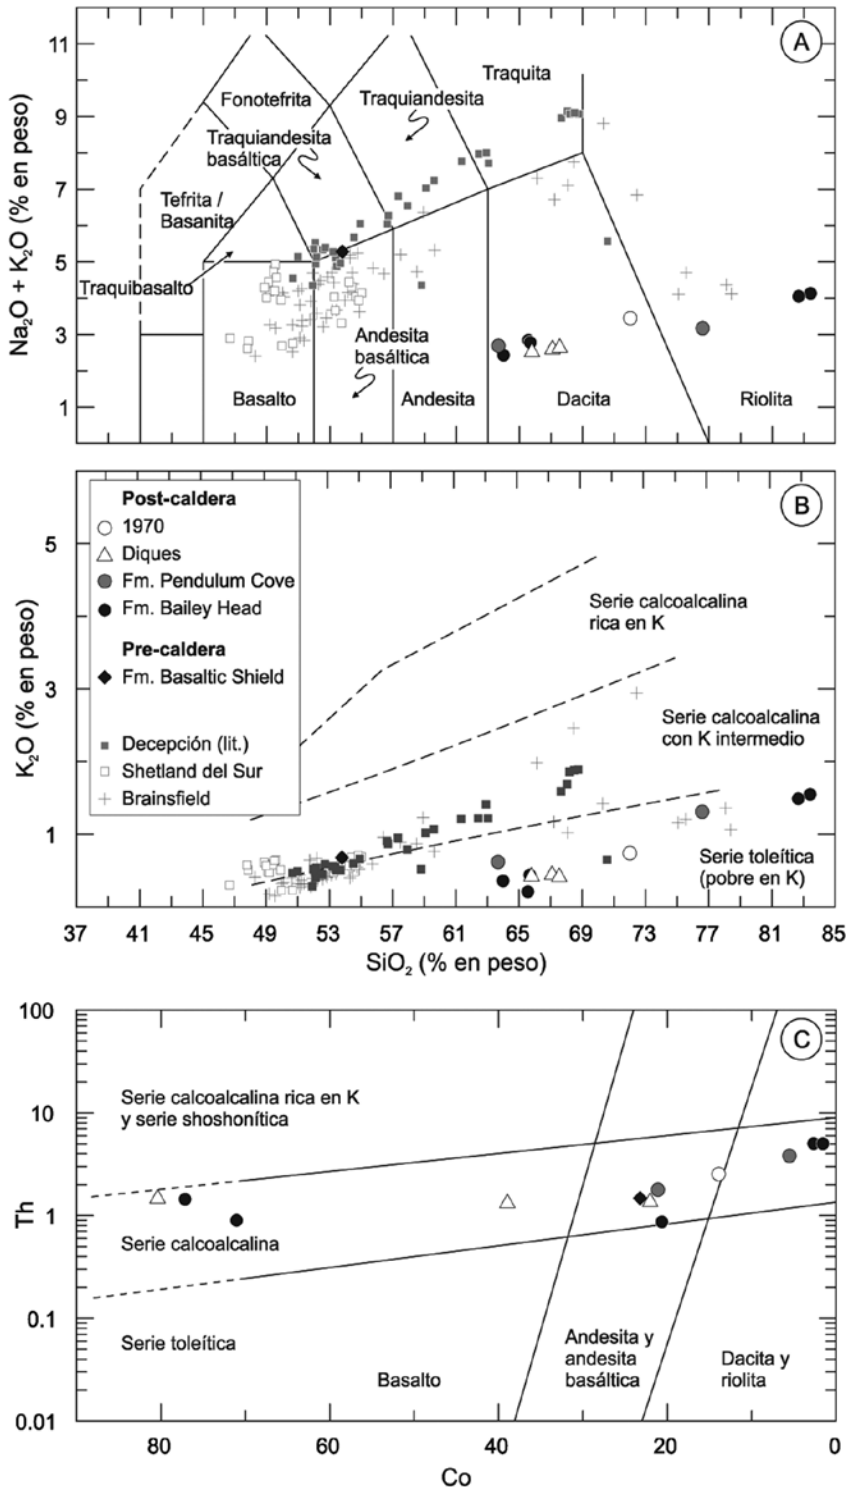 A
Na₂O + K₂O (% en peso)
11
9
7
5
3
1
Fonotefrita
Traquiandesita
basáltica
Traquiandesita
Traquita
Tefrita /
Basanita
Traquibasalto
Andesita
basáltica
Basalto
Andesita
Dacita
Riolita
B
K₂O (% en peso)
5
3
1
Post-caldera
1970
Diques
Fm. Pendulum Cove
Fm. Bailey Head
Pre-caldera
Fm. Basaltic Shield
Decepción (lit.)
Shetland del Sur
Brainsfield
Serie calcoalcalina
rica en K
Serie calcoalcalina
con K intermedio
Serie toleítica
(pobre en K)
37 41 45 49 53 57 61 65 69 73 77 81 85
SiO₂ (% en peso)
C
Th
100
10
1
0.1
0.01
Serie calcoalcalina rica en K
y serie shoshonítica
Serie calcoalcalina
Serie toleítica
Basalto
Andesita y
andesita
basáltica
Dacita y
riolita
80 60 40 20 0
Co